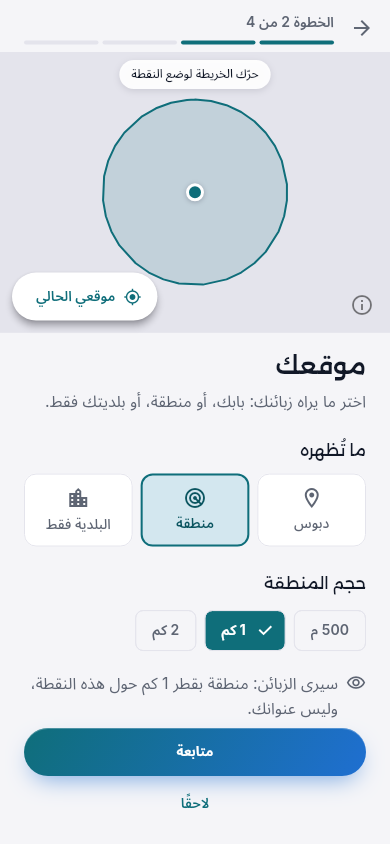 الخطوة 2 من 4
حرّك الخريطة لوضع النقطة
موقعي الحالي
موقعك
اختر ما يراه زبائنك: بابك، أو منطقة، أو بلديتك فقط.
ما تُظهره
دبوس
منطقة
البلدية فقط
حجم المنطقة
500 م
1 كم
2 كم
سيرى الزبائن: منطقة بقطر 1 كم حول هذه النقطة،
وليس عنوانك.
متابعة
لاحقًا